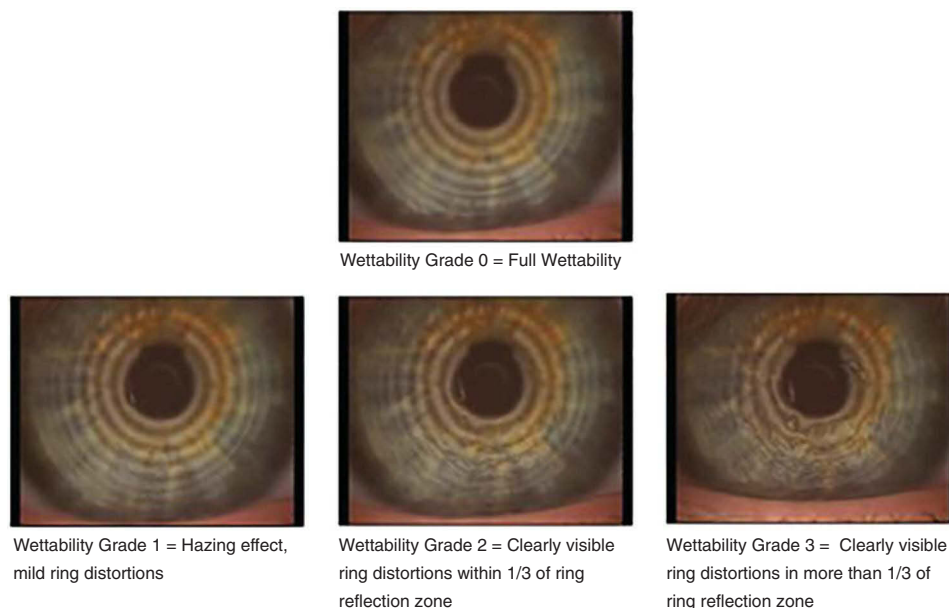 Wettability Grade 0 = Full Wettability
Wettability Grade 1 = Hazing effect,
mild ring distortions
Wettability Grade 2 = Clearly visible
ring distortions within 1/3 of ring
reflection zone
Wettability Grade 3 = Clearly visible
ring distortions in more than 1/3 of
ring reflection zone